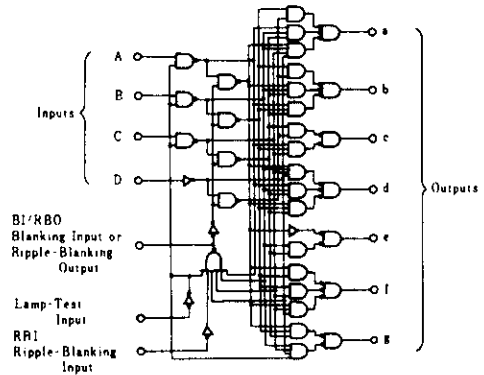 A
B
Inputs
C
D
BI/RBO
Blanking Input or
Ripple-Blanking
Output
Lamp-Test
Input
RBI
Ripple-Blanking
Input
a
b
c
d
e
f
g
Outputs